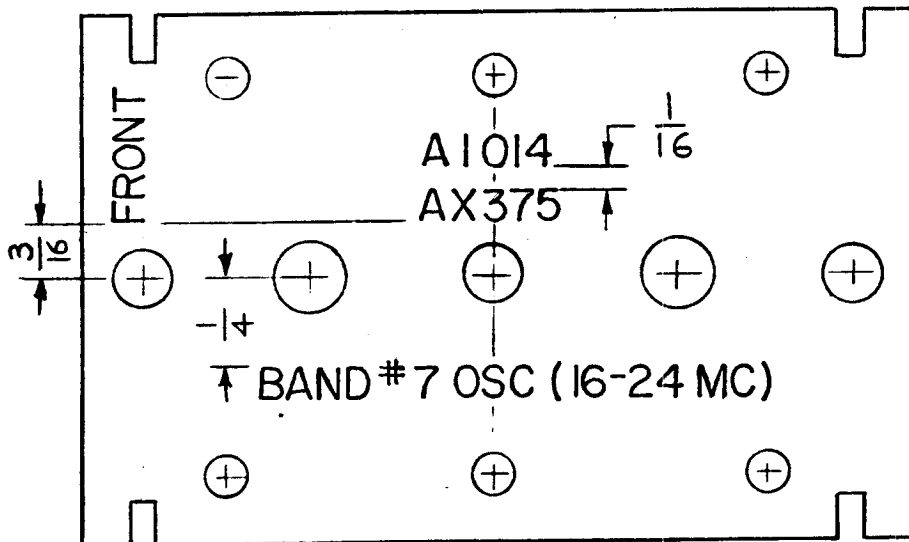 FRONT
A1014
AX375
1/16
3/16
1/4
BAND #7 OSC (16-24 MC)